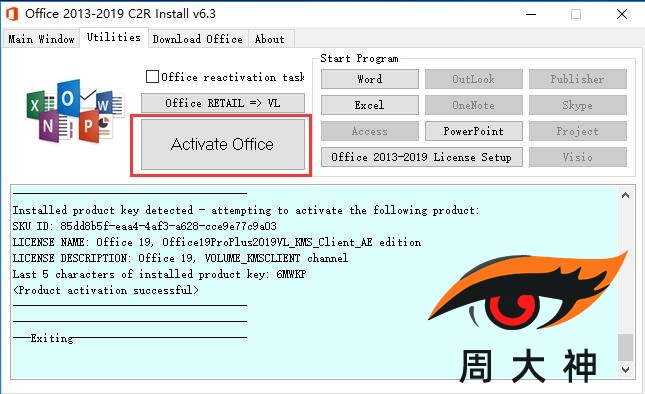 Office 2013-2019 C2R Install v6.3
Main Window
Utilities
Download Office
About
Office reactivation task
Office RETAIL => VL
Activate Office
Start Program
Word
OutLook
Publisher
Excel
OneNote
Skype
Access
PowerPoint
Project
Office 2013-2019 License Setup
Visio
X
O
W
N
P
Installed product key detected - attempting to activate the following product:
SKU ID: 85dd8b5f-eaa4-4af3-a628-cce9e77c9a03
LICENSE NAME: Office 19, Office19ProPlus2019VL_KMS_Client_AE edition
LICENSE DESCRIPTION: Office 19, VOLUME_KMSCLIENT channel
Last 5 characters of installed product key: 6MWKP
<Product activation successful>
Exiting
周大神